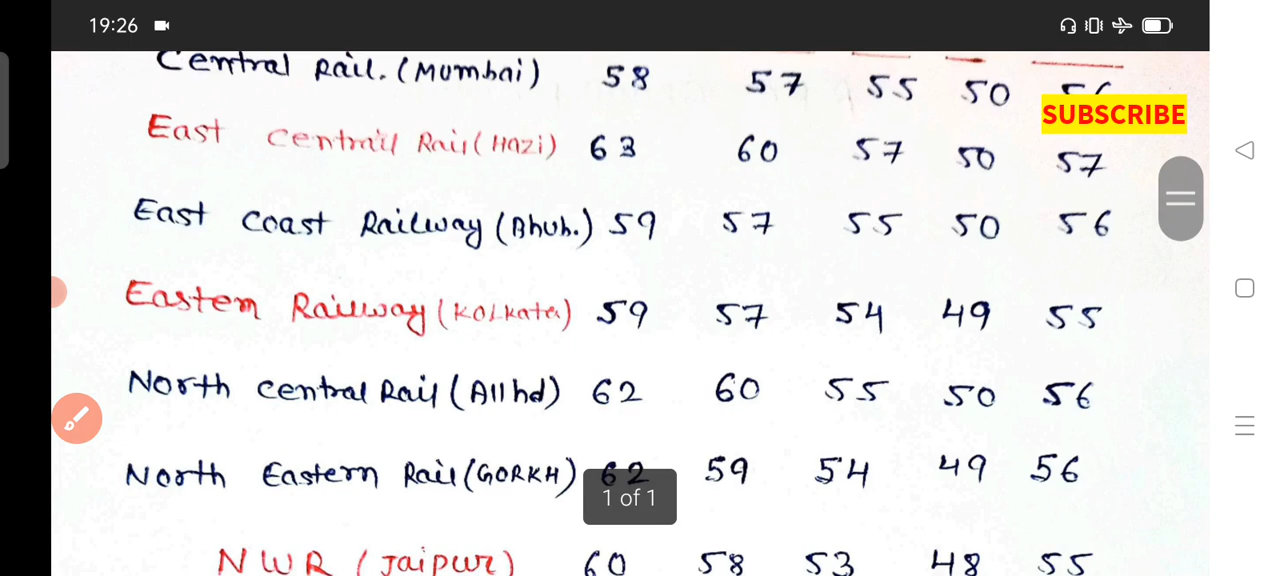 19:26
Central Rail. (Mumbai) 58 57 55 50 56
SUBSCRIBE
East Central Rail (Hazi) 63 60 57 50 57
East Coast Railway (Bhub.) 59 57 55 50 56
Eastern Railway (Kolkata) 59 57 54 49 55
North Central Rail (Allhd) 62 60 55 50 56
North Eastern Rail (GORKH) 62 59 54 49 56
1 of 1
NWR (Jaipur) 60 58 53 48 55